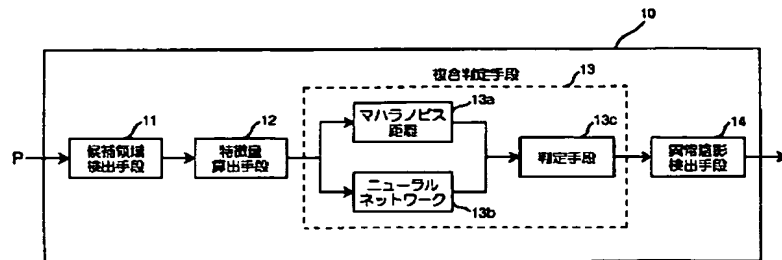 10
複合判定手段
13
11
候補領域
検出手段
12
特徴量
算出手段
マハラノビス
距離
13a
ニューラル
ネットワーク
13b
13c
判定手段
14
異常陰影
検出手段
P